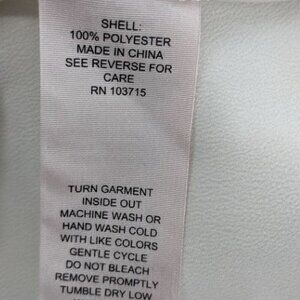 SHELL:
100% POLYESTER
MADE IN CHINA
SEE REVERSE FOR
CARE
RN 103715
TURN GARMENT
INSIDE OUT
MACHINE WASH OR
HAND WASH COLD
WITH LIKE COLORS
GENTLE CYCLE
DO NOT BLEACH
REMOVE PROMPTLY
TUMBLE DRY LOW